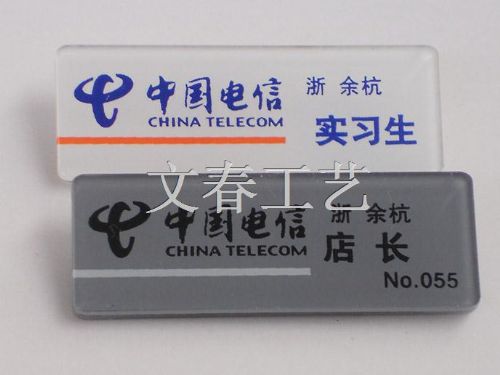 中国电信 浙 余杭
CHINA TELECOM 实习生
文春工艺
中国电信 浙 余杭
CHINA TELECOM 店长
No.055